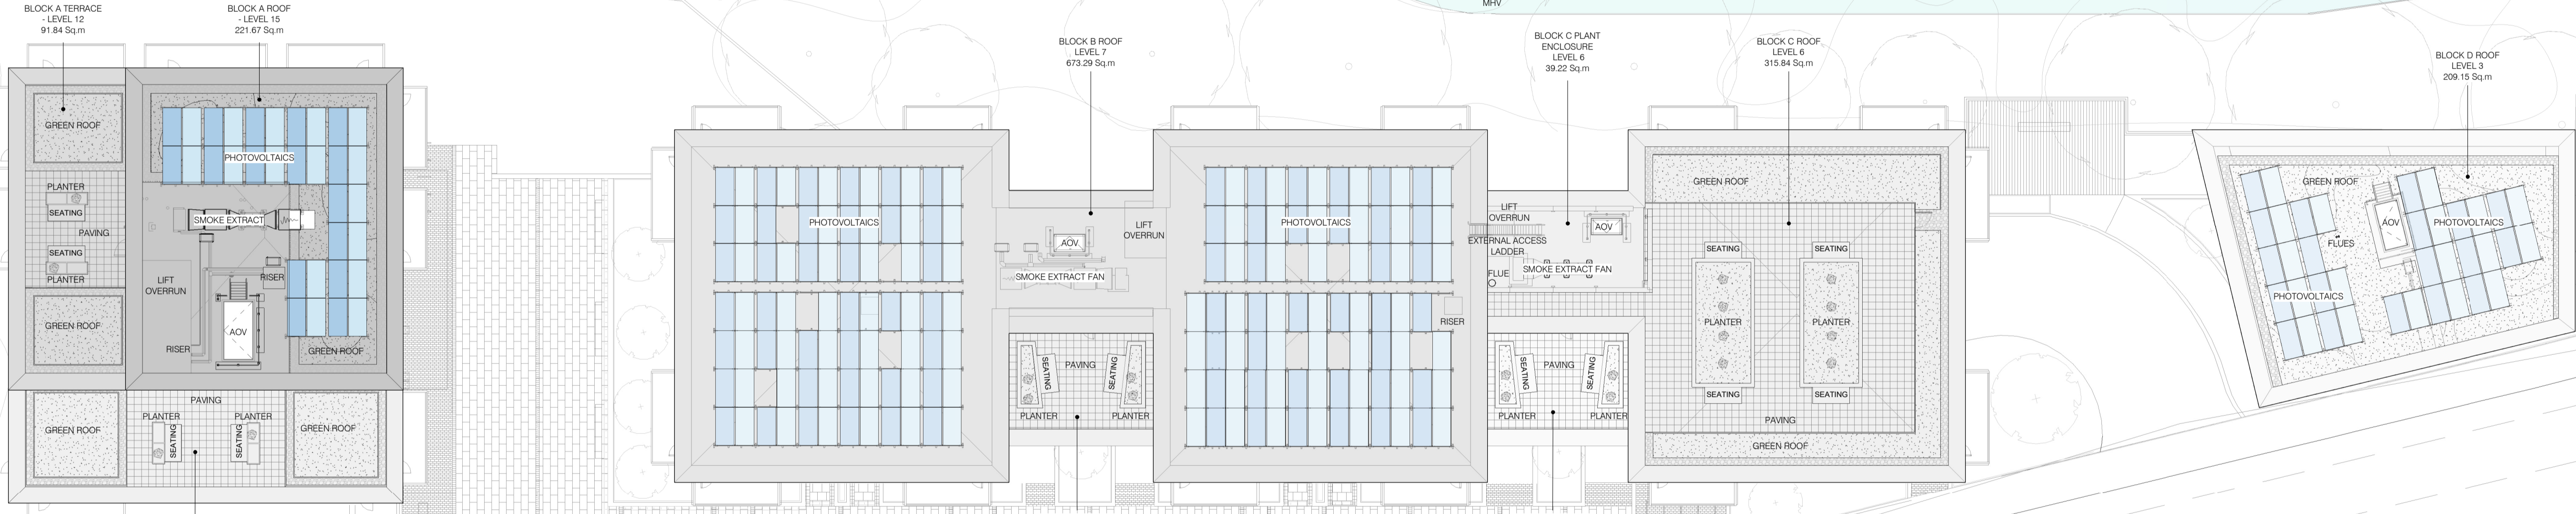 BLOCK A TERRACE
- LEVEL 12
91.84 Sq.m
BLOCK A ROOF
- LEVEL 15
221.67 Sq.m
BLOCK B ROOF
LEVEL 7
673.29 Sq.m
MHV
BLOCK C PLANT
ENCLOSURE
LEVEL 6
39.22 Sq.m
BLOCK C ROOF
LEVEL 6
315.84 Sq.m
BLOCK D ROOF
LEVEL 3
209.15 Sq.m
GREEN ROOF
PHOTOVOLTAICS
PLANTER
SEATING
PAVING
SEATING
PLANTER
SMOKE EXTRACT
LIFT
OVERRUN
RISER
AOV
RISER
GREEN ROOF
GREEN ROOF
PAVING
GREEN ROOF
PLANTER
SEATING
PLANTER
SEATING
GREEN ROOF
PHOTOVOLTAICS
LIFT
OVERRUN
AOV
SMOKE EXTRACT FAN
PAVING
SEATING
SEATING
PLANTER
PLANTER
PHOTOVOLTAICS
RISER
LIFT
OVERRUN
AOV
EXTERNAL ACCESS
LADDER
SMOKE EXTRACT FAN
FLUE
PAVING
SEATING
SEATING
PLANTER
PLANTER
GREEN ROOF
SEATING
SEATING
PLANTER
PLANTER
SEATING
SEATING
PAVING
GREEN ROOF
GREEN ROOF
AOV
PHOTOVOLTAICS
FLUES
PHOTOVOLTAICS